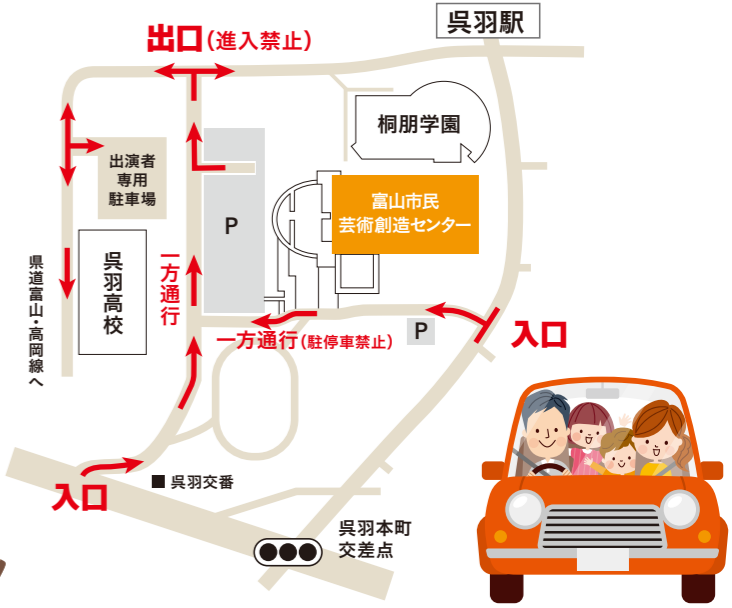 呉羽駅
出口(進入禁止)
桐朋学園
出演者
専用
駐車場
富山市民
芸術創造センター
P
呉羽高校
一方通行
県道富山・高岡線へ
一方通行(駐停車禁止)
P
入口
入口
■ 呉羽交番
呉羽本町
交差点